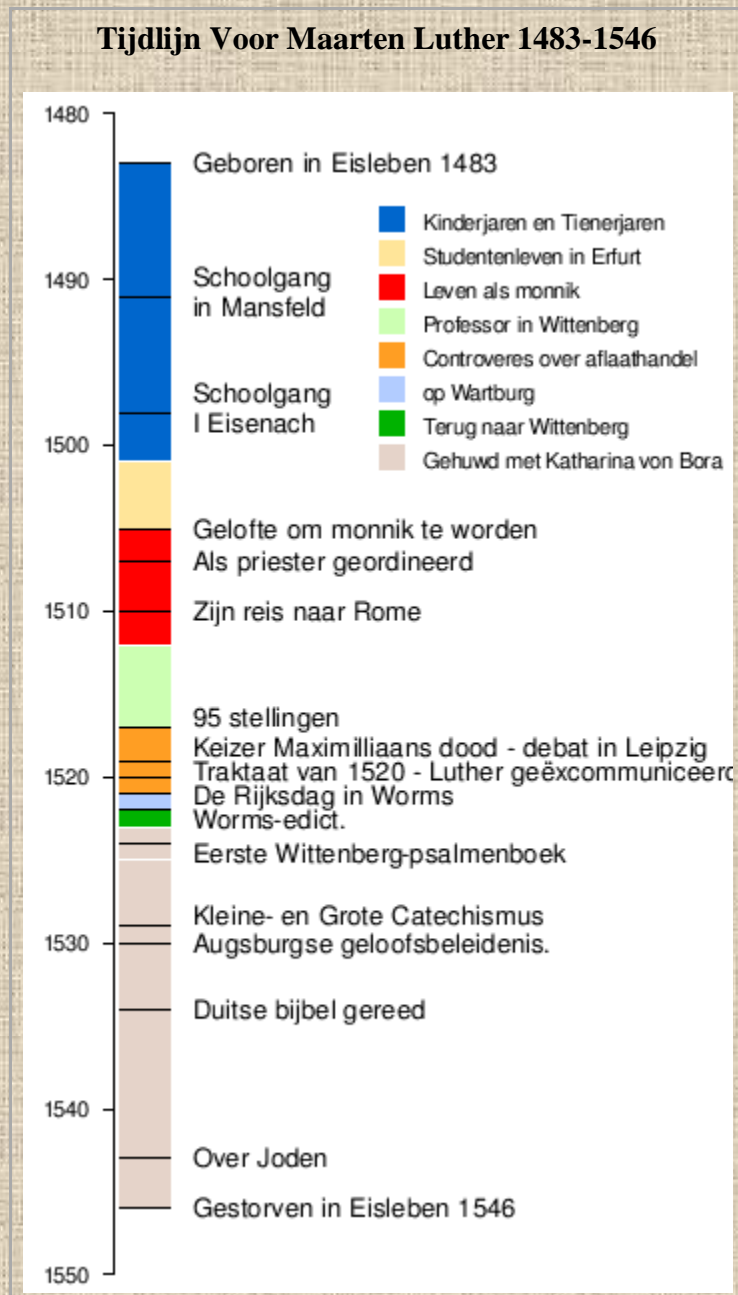 Tijdlijn Voor Maarten Luther 1483-1546
1480
Geboren in Eisleben 1483
Kinderjaren en Tienerjaren
Studentenleven in Erfurt
Leven als monnik
Professor in Wittenberg
Controveres over aflaathandel
op Wartburg
Terug naar Wittenberg
Gehuwd met Katharina von Bora
1490
Schoolgang
in Mansfeld
Schoolgang
I Eisenach
1500
Gelofte om monnik te worden
Als priester geordineerd
1510
Zijn reis naar Rome
95 stellingen
Keizer Maximilliaans dood - debat in Leipzig
1520
Traktaat van 1520 - Luther geëxcommuniceerd
De Rijksdag in Worms
Worms-edict.
Eerste Wittenberg-psalmenboek
Kleine- en Grote Catechismus
1530
Augsburgse geloofsbeleidenis.
Duitse bijbel gereed
1540
Over Joden
Gestorven in Eisleben 1546
1550